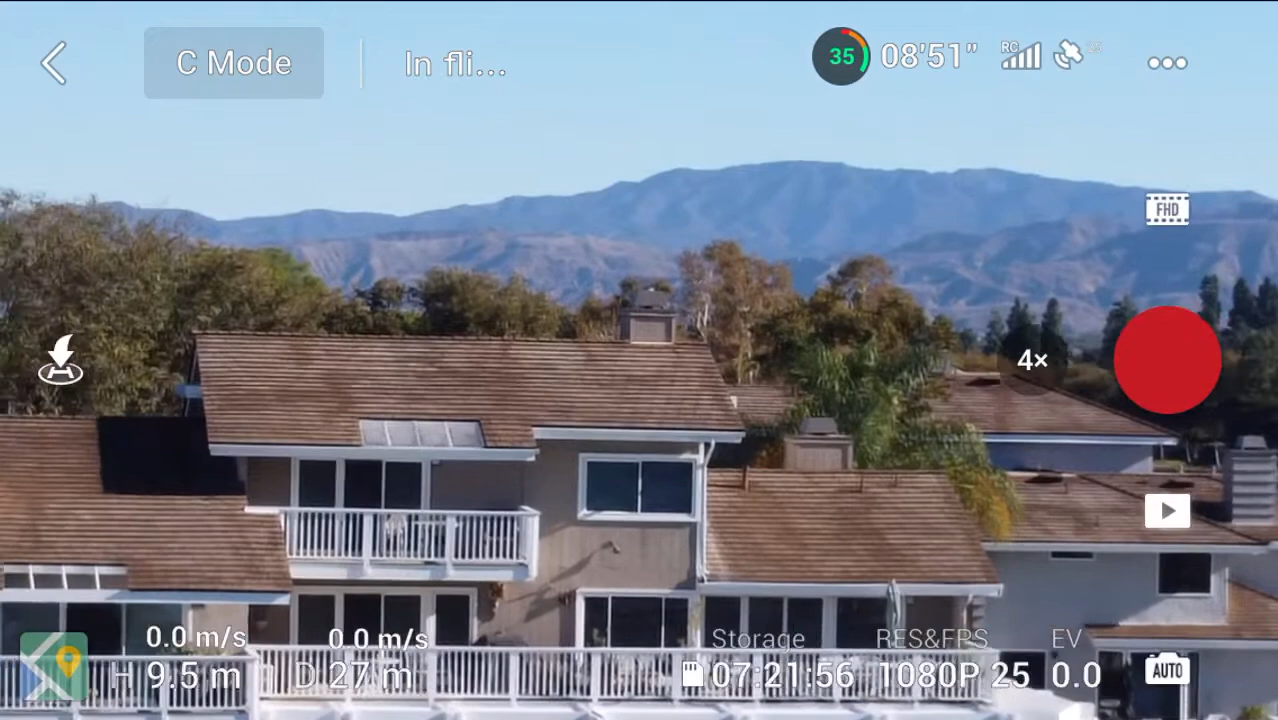 C Mode
In fli...
35
08'51"
RC
25
FHD
4×
0.0 m/s
0.0 m/s
Storage
RES&FPS
EV
H 9.5 m
D 27 m
07:21:56
1080P 25
0.0
AUTO